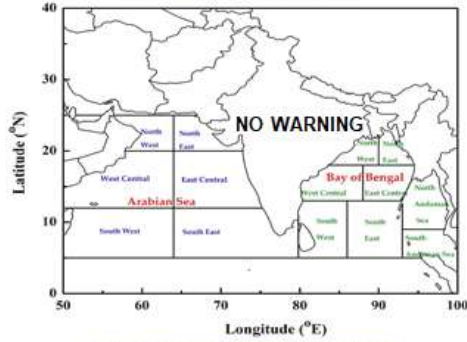 40
30
20
10
0
Latitude (°N)
NO WARNING
North
West
North
East
West Central
East Central
Arabian Sea
South West
South East
North
West
North
East
Bay of Bengal
West Central
East Central
South
West
South
East
North
Andaman
Sea
South
Andaman Sea
50
60
70
80
90
100
Longitude (°E)